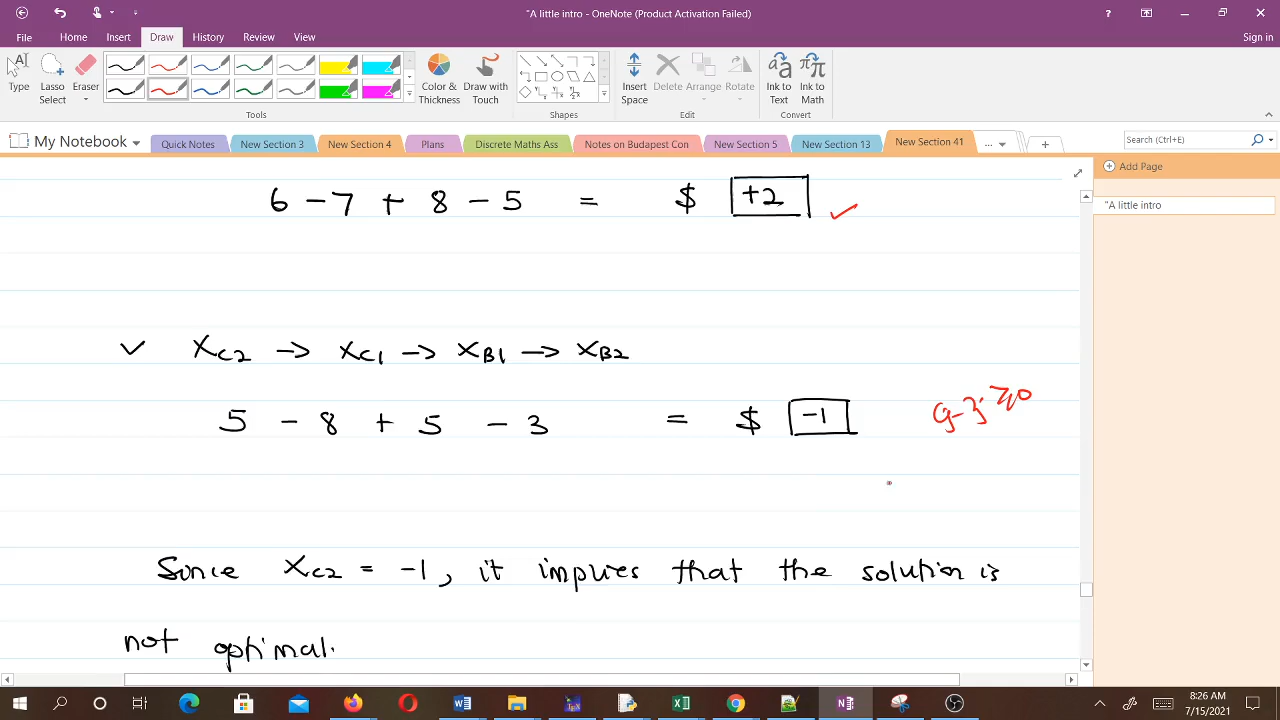 "A little intro - OneNote (Product Activation Failed)
File Home Insert Draw History Review View Sign in
Type Lasso Select Eraser Color & Thickness Draw with Touch Insert Space Delete Arrange Rotate Ink to Text Ink to Math
Tools Shapes Edit Convert
My Notebook Quick Notes New Section 3 New Section 4 Plans Discrete Maths Ass Notes on Budapest Con New Section 5 New Section 13 New Section 41 ... + Search (Ctrl+E)
Add Page
"A little intro
6 - 7 + 8 - 5 = $ +2 ✓
✓ XC2 → XC1 → XB1 → XB2
5 - 8 + 5 - 3 = $ -1
Since XC2 = -1, it implies that the solution is
not optimal.
8:26 AM
7/15/2021